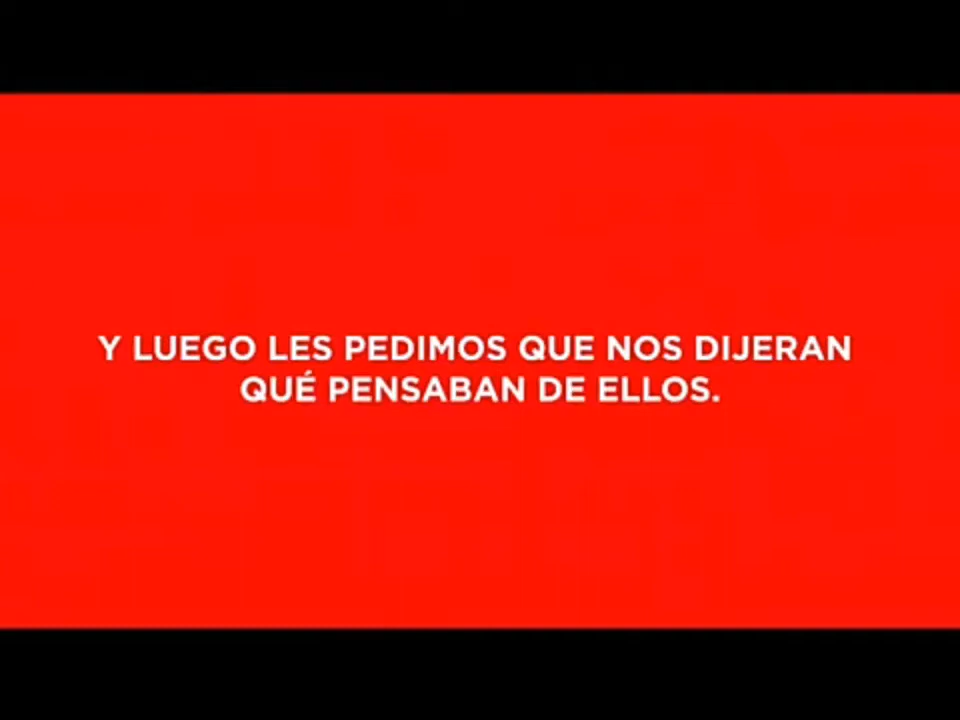 Y LUEGO LES PEDIMOS QUE NOS DIJERAN
QUÉ PENSABAN DE ELLOS.